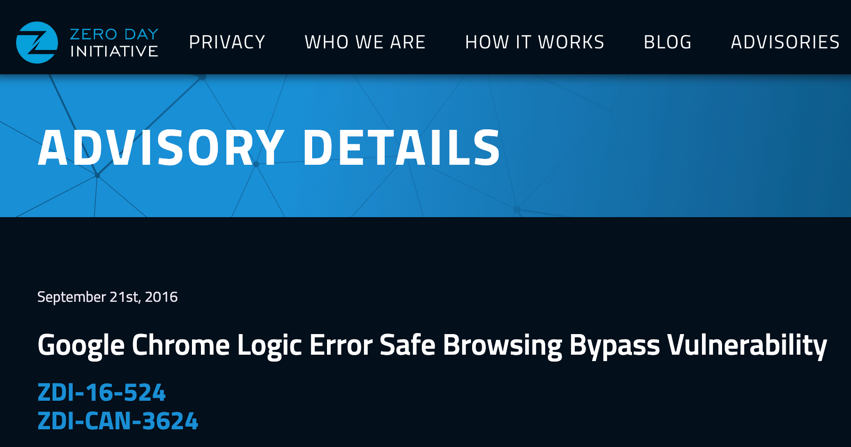 ZERO DAY
INITIATIVE
PRIVACY WHO WE ARE HOW IT WORKS BLOG ADVISORIES
ADVISORY DETAILS
September 21st, 2016
Google Chrome Logic Error Safe Browsing Bypass Vulnerability
ZDI-16-524
ZDI-CAN-3624